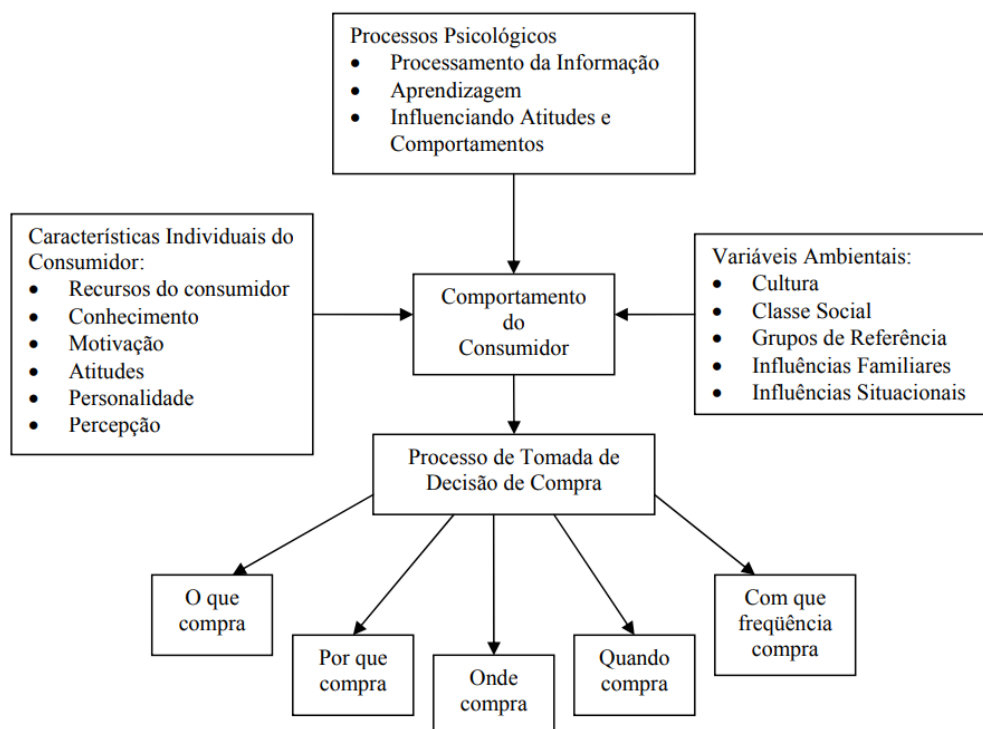 Processos Psicológicos
• Processamento da Informação
• Aprendizagem
• Influenciando Atitudes e
Comportamentos
Características Individuais do
Consumidor:
• Recursos do consumidor
• Conhecimento
• Motivação
• Atitudes
• Personalidade
• Percepção
Comportamento
do
Consumidor
Variáveis Ambientais:
• Cultura
• Classe Social
• Grupos de Referência
• Influências Familiares
• Influências Situacionais
Processo de Tomada de
Decisão de Compra
O que
compra
Por que
compra
Onde
compra
Quando
compra
Com que
freqüência
compra